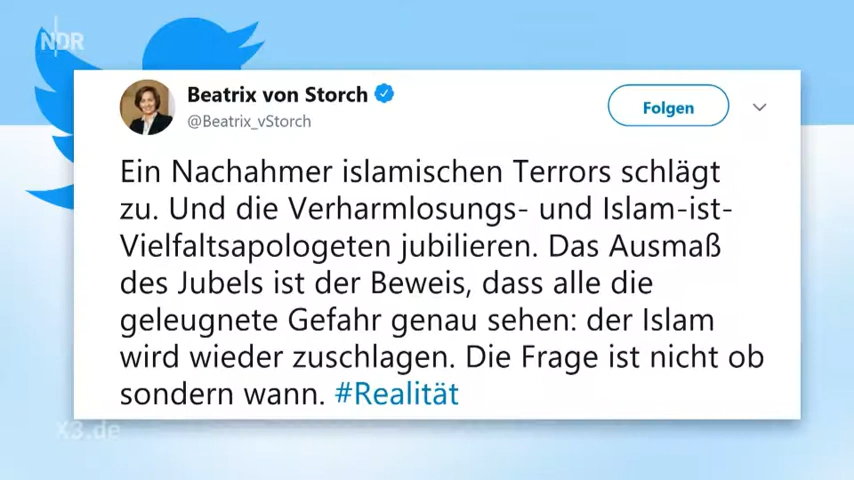 NDR
Beatrix von Storch
@Beatrix_vStorch
Folgen
Ein Nachahmer islamischen Terrors schlägt
zu. Und die Verharmlosungs- und Islam-ist-
Vielfaltsapologeten jubilieren. Das Ausmaß
des Jubels ist der Beweis, dass alle die
geleugnete Gefahr genau sehen: der Islam
wird wieder zuschlagen. Die Frage ist nicht ob
sondern wann. #Realität
x3.de